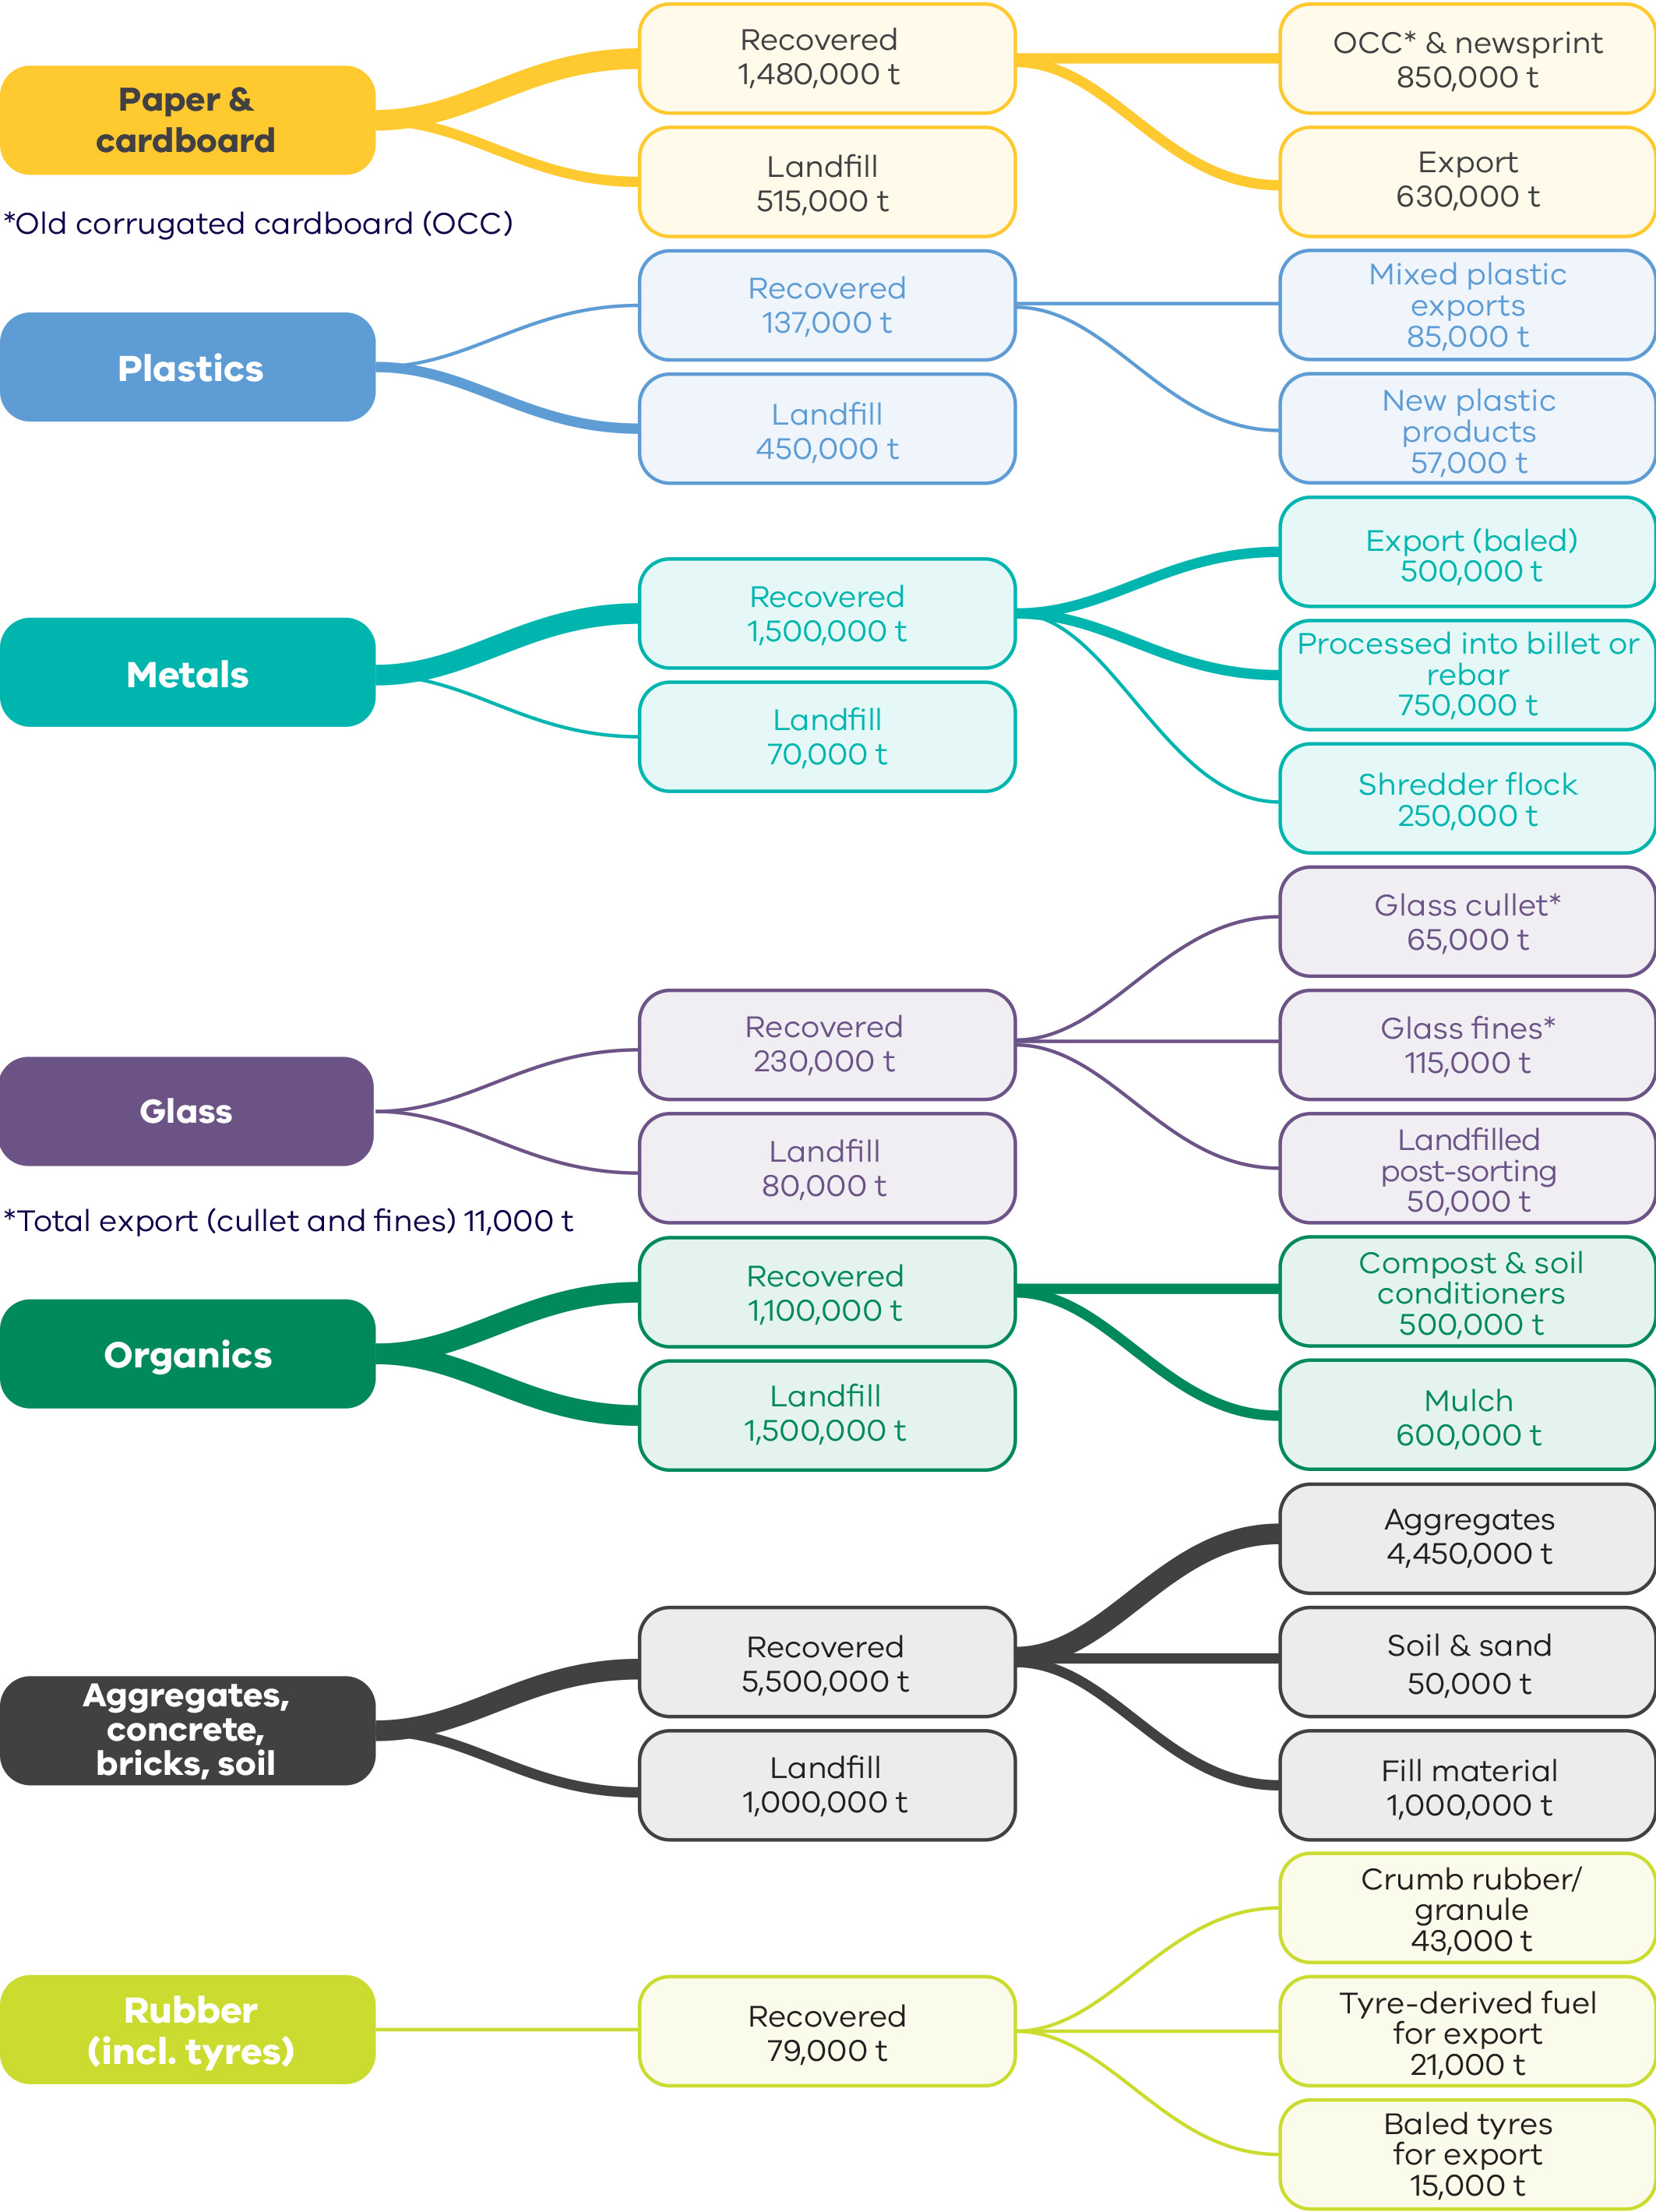 Paper &
cardboard
Recovered
1,480,000 t
OCC* & newsprint
850,000 t
Landfill
515,000 t
Export
630,000 t
*Old corrugated cardboard (OCC)
Plastics
Recovered
137,000 t
Mixed plastic
exports
85,000 t
Landfill
450,000 t
New plastic
products
57,000 t
Metals
Recovered
1,500,000 t
Export (baled)
500,000 t
Processed into billet or
rebar
750,000 t
Landfill
70,000 t
Shredder flock
250,000 t
Glass
Recovered
230,000 t
Glass cullet*
65,000 t
Glass fines*
115,000 t
Landfill
80,000 t
Landfilled
post-sorting
50,000 t
*Total export (cullet and fines) 11,000 t
Organics
Recovered
1,100,000 t
Compost & soil
conditioners
500,000 t
Landfill
1,500,000 t
Mulch
600,000 t
Aggregates,
concrete,
bricks, soil
Recovered
5,500,000 t
Aggregates
4,450,000 t
Soil & sand
50,000 t
Landfill
1,000,000 t
Fill material
1,000,000 t
Rubber
(incl. tyres)
Recovered
79,000 t
Crumb rubber/
granule
43,000 t
Tyre-derived fuel
for export
21,000 t
Baled tyres
for export
15,000 t